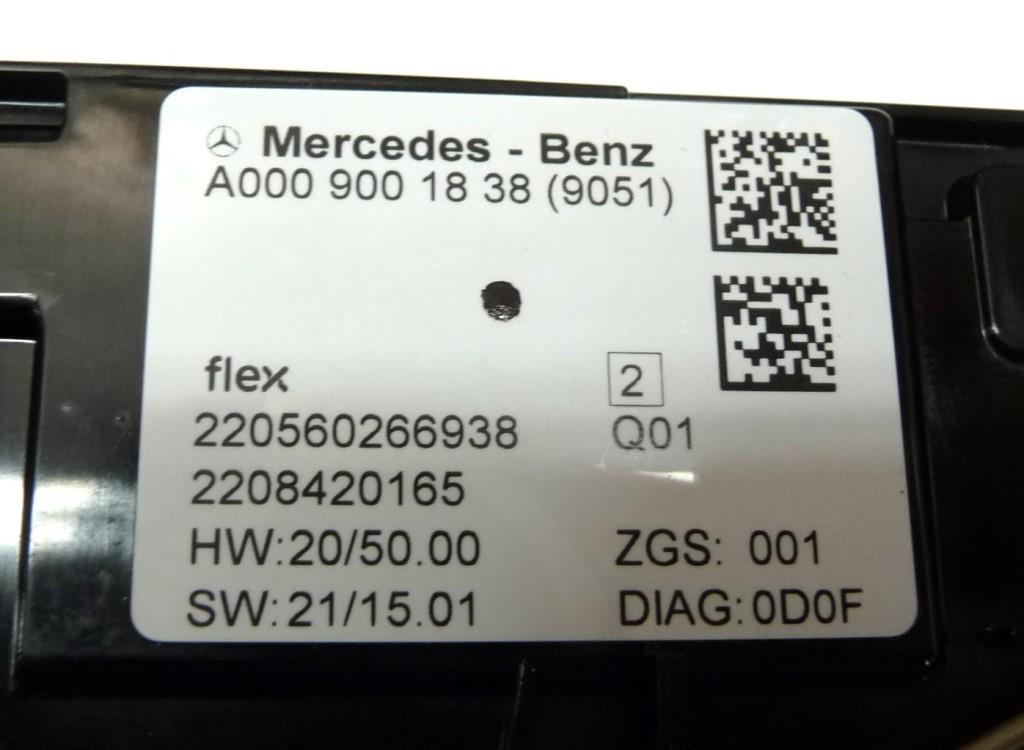 Mercedes - Benz
A000 900 18 38 (9051)
flex
2
220560266938
Q01
2208420165
HW:20/50.00
ZGS: 001
SW:21/15.01
DIAG:0D0F